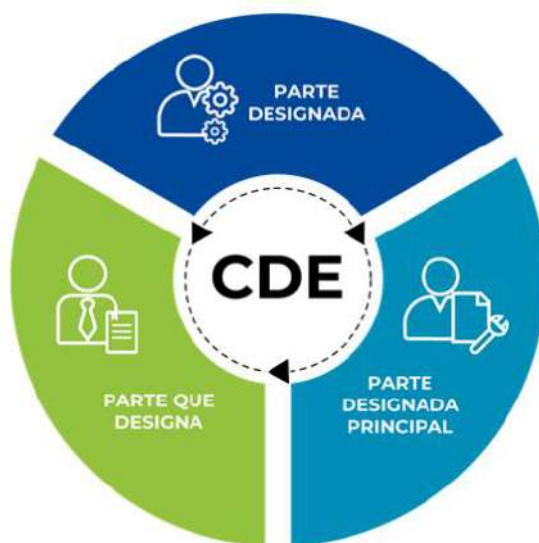 PARTE
DESIGNADA
CDE
PARTE QUE
DESIGNA
PARTE
DESIGNADA
PRINCIPAL